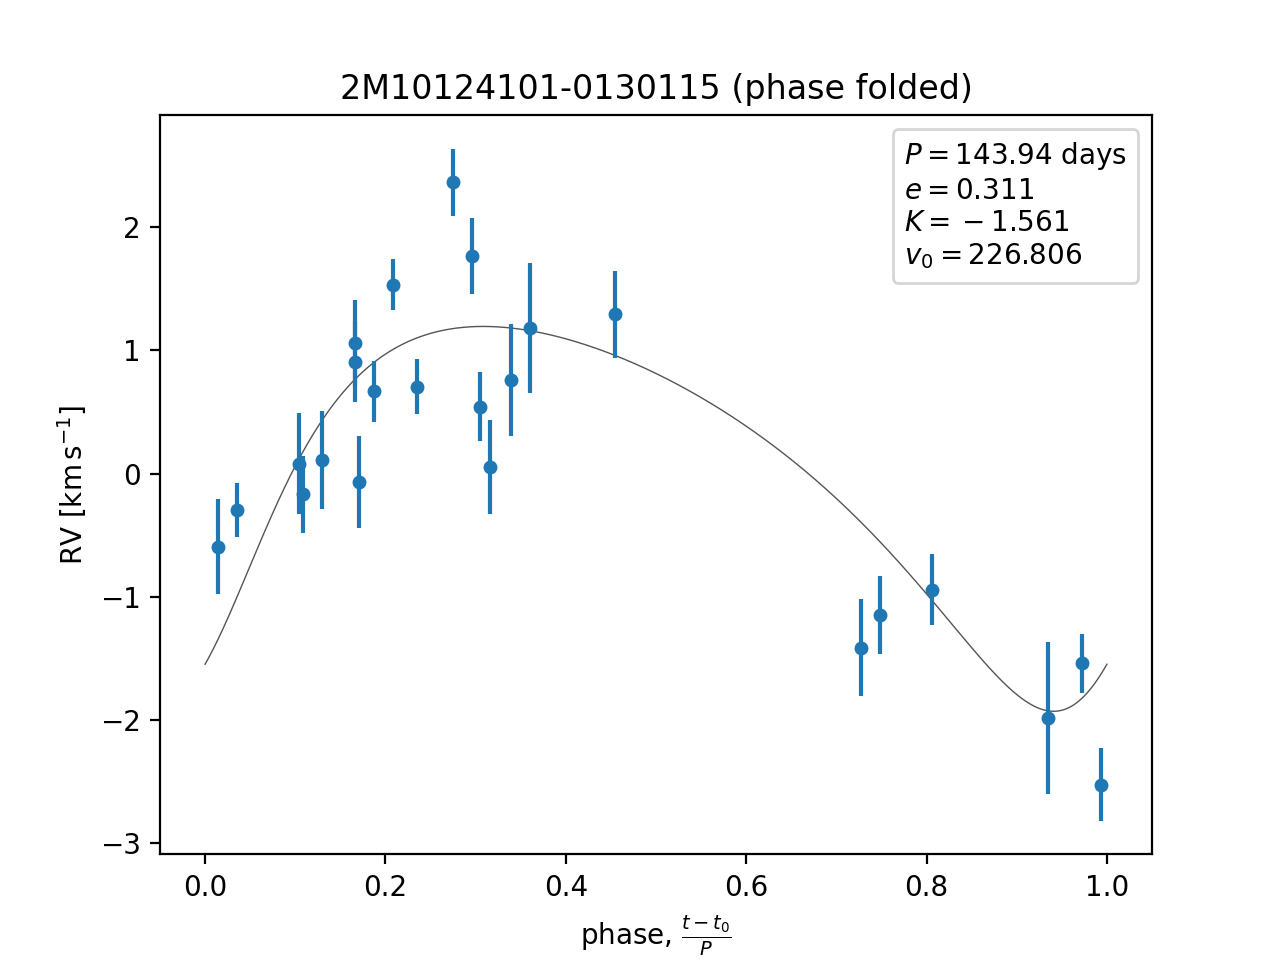 2M10124101-0130115 (phase folded)
P = 143.94 days
e = 0.311
K = −1.561
v₀ = 226.806
RV [km s⁻¹]
2
1
0
−1
−2
−3
0.0 0.2 0.4 0.6 0.8 1.0
phase, (t − t₀)/P